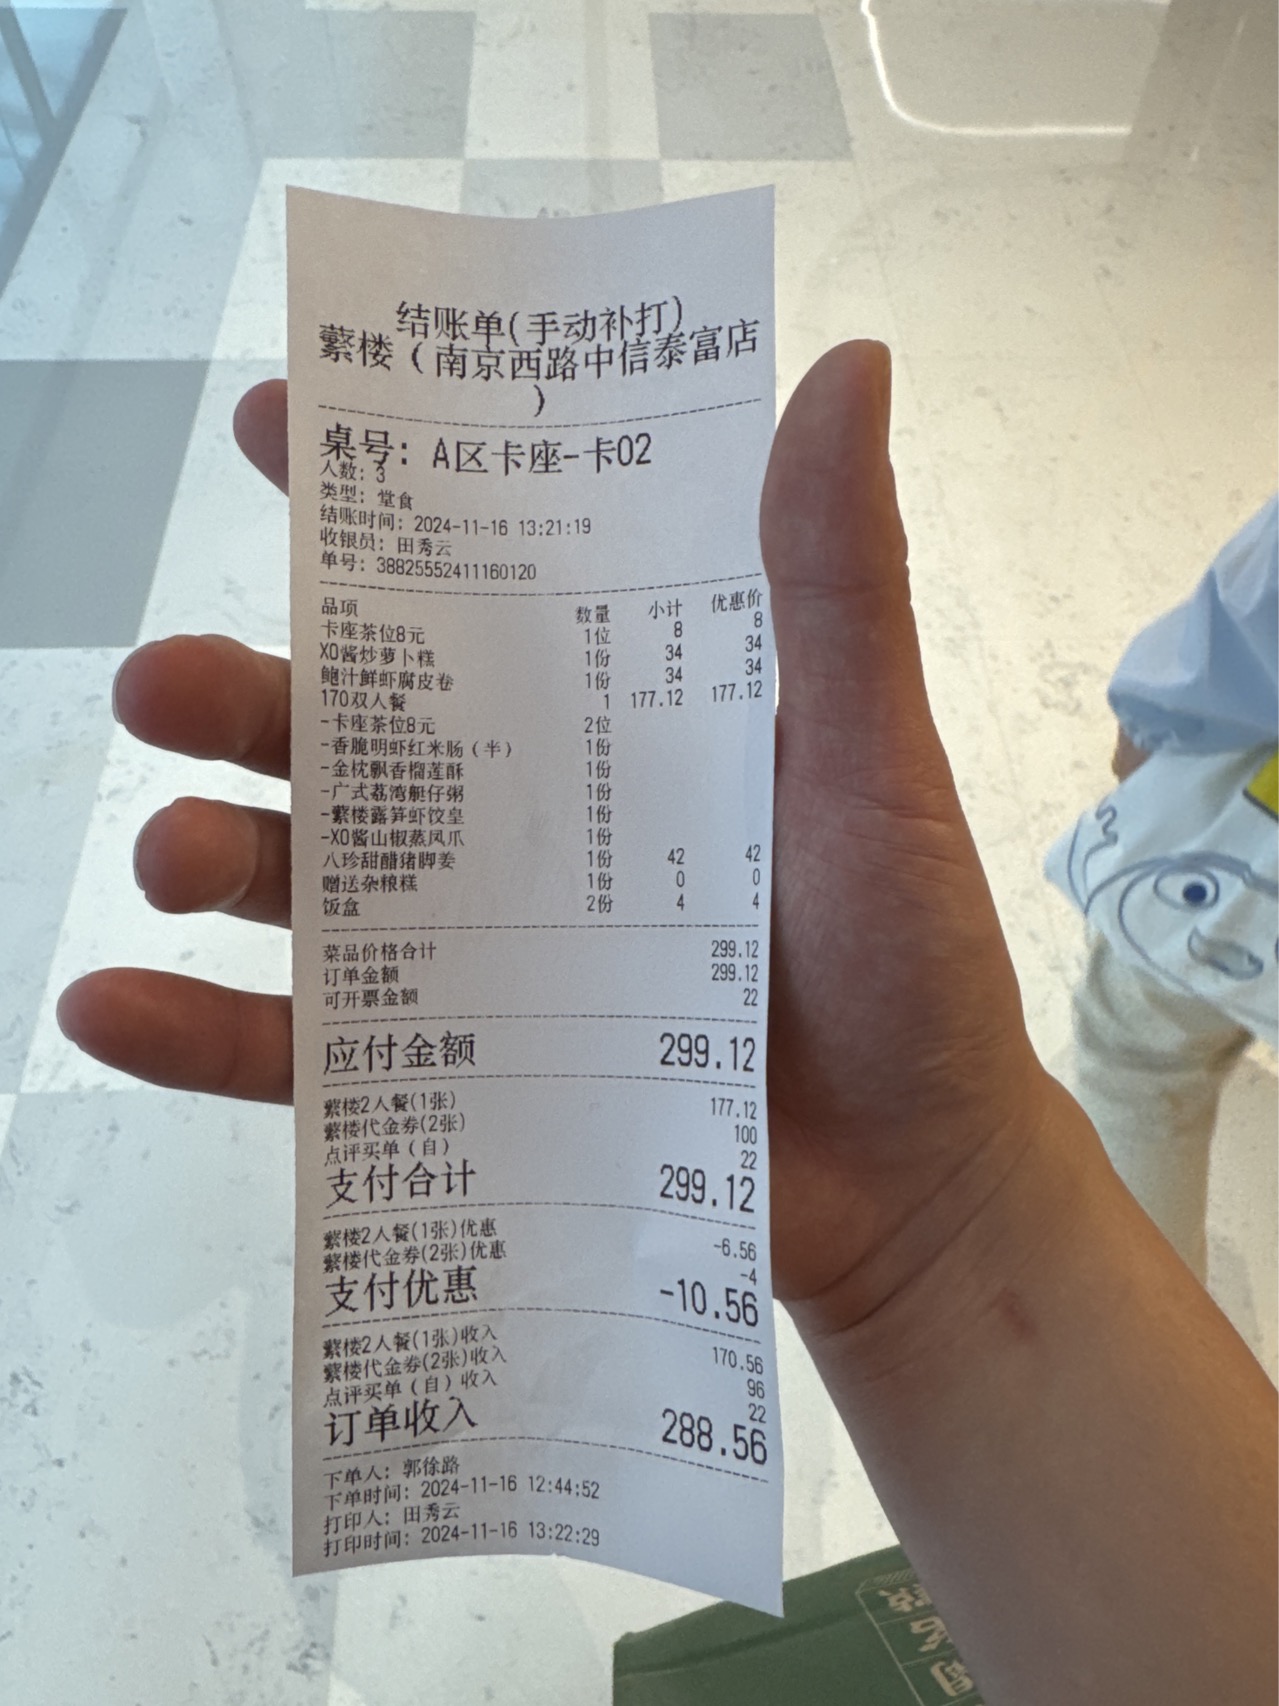 结账单(手动补打)
蘩楼（南京西路中信泰富店
）
桌号：A区卡座-卡02
人数：3
类型：堂食
结账时间：2024-11-16 13:21:19
收银员：田秀云
单号：38825552411160120
品项 数量 小计 优惠价
卡座茶位8元 1位 8 8
XO酱炒萝卜糕 1份 34 34
鲍汁鲜虾腐皮卷 1份 34 34
170双人餐 1 177.12 177.12
-卡座茶位8元 2位
-香脆明虾红米肠（半） 1份
-金枕飘香榴莲酥 1份
-广式荔湾艇仔粥 1份
-蘩楼露笋虾饺皇 1份
-XO酱山椒蒸凤爪 1份
八珍甜醋猪脚姜 1份 42 42
赠送杂粮糕 1份 0 0
饭盒 2份 4 4
菜品价格合计 299.12
订单金额 299.12
可开票金额 22
应付金额 299.12
蘩楼2人餐(1张) 177.12
蘩楼代金券(2张) 100
点评买单（自） 22
支付合计 299.12
蘩楼2人餐(1张)优惠 -6.56
蘩楼代金券(2张)优惠 -4
支付优惠 -10.56
蘩楼2人餐(1张)收入 170.56
蘩楼代金券(2张)收入 96
点评买单（自）收入 22
订单收入 288.56
下单人：郭徐路
下单时间：2024-11-16 12:44:52
打印人：田秀云
打印时间：2024-11-16 13:22:29